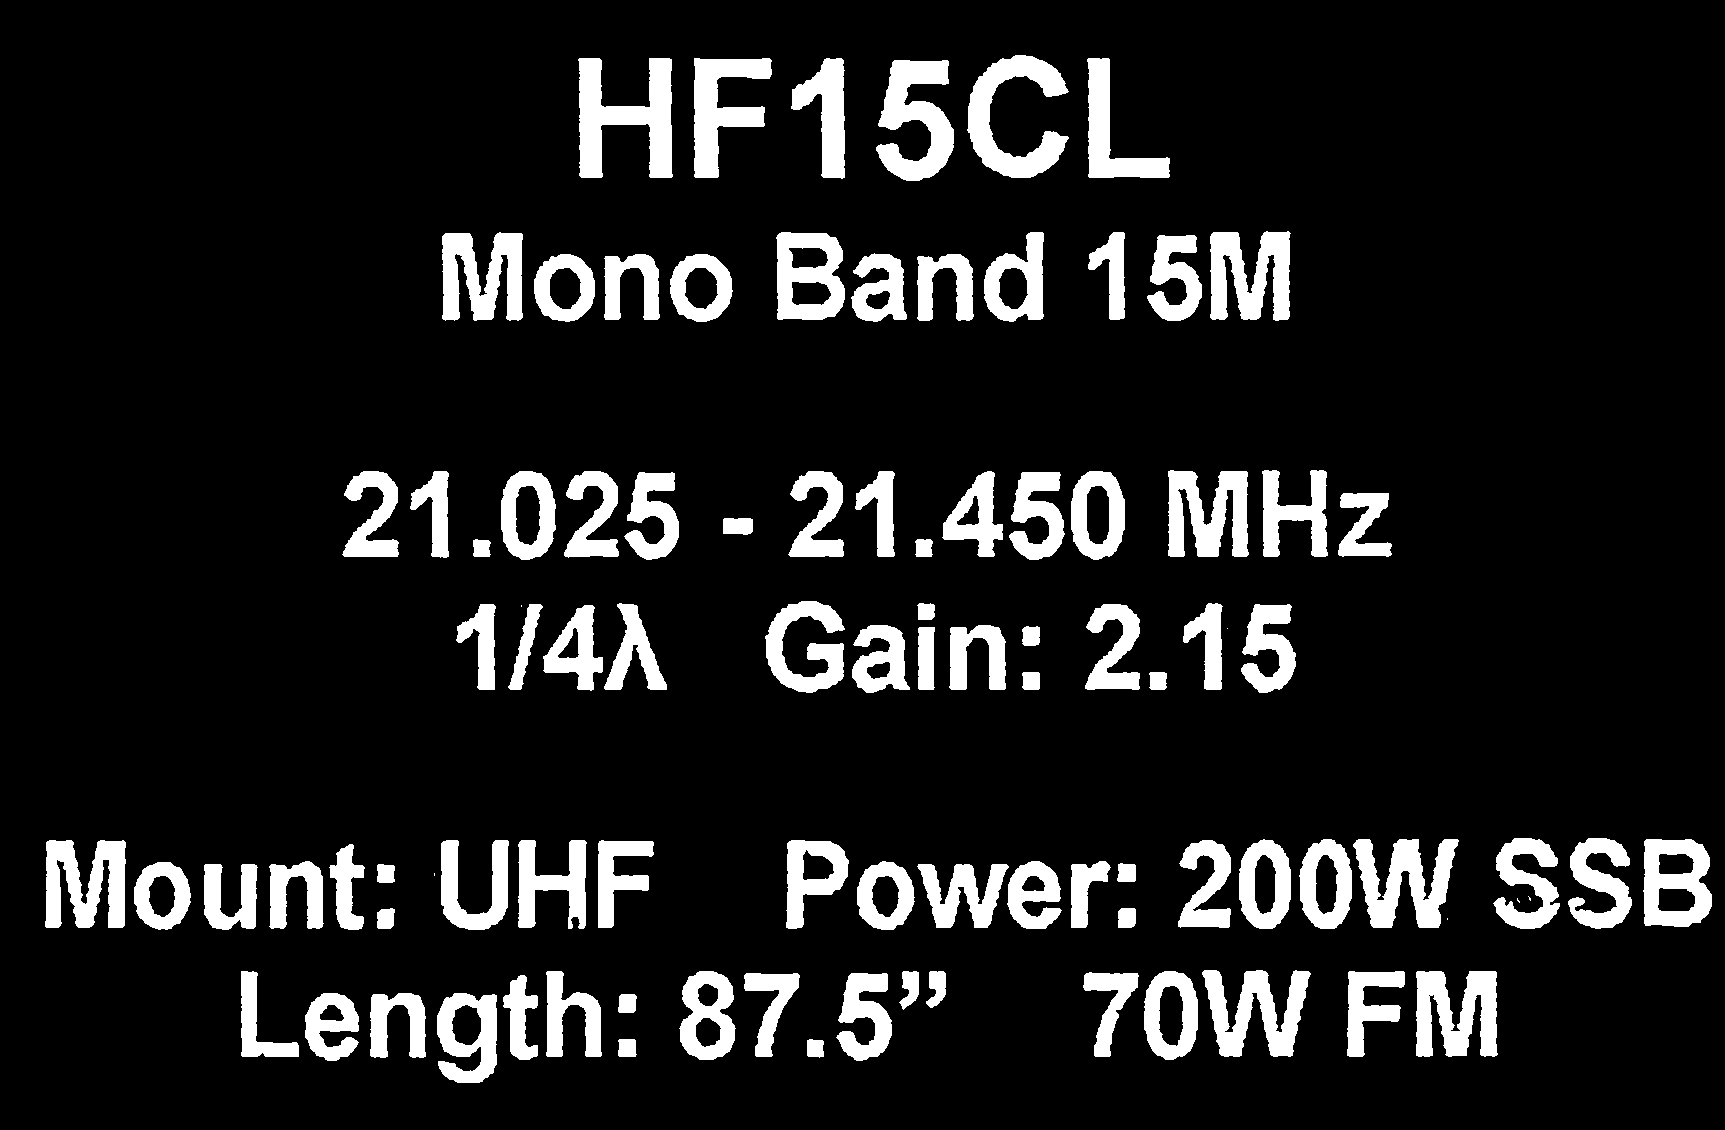 HF15CL
Mono Band 15M
21.025 - 21.450 MHz
1/4λ Gain: 2.15
Mount: UHF Power: 200W SSB
Length: 87.5” 70W FM